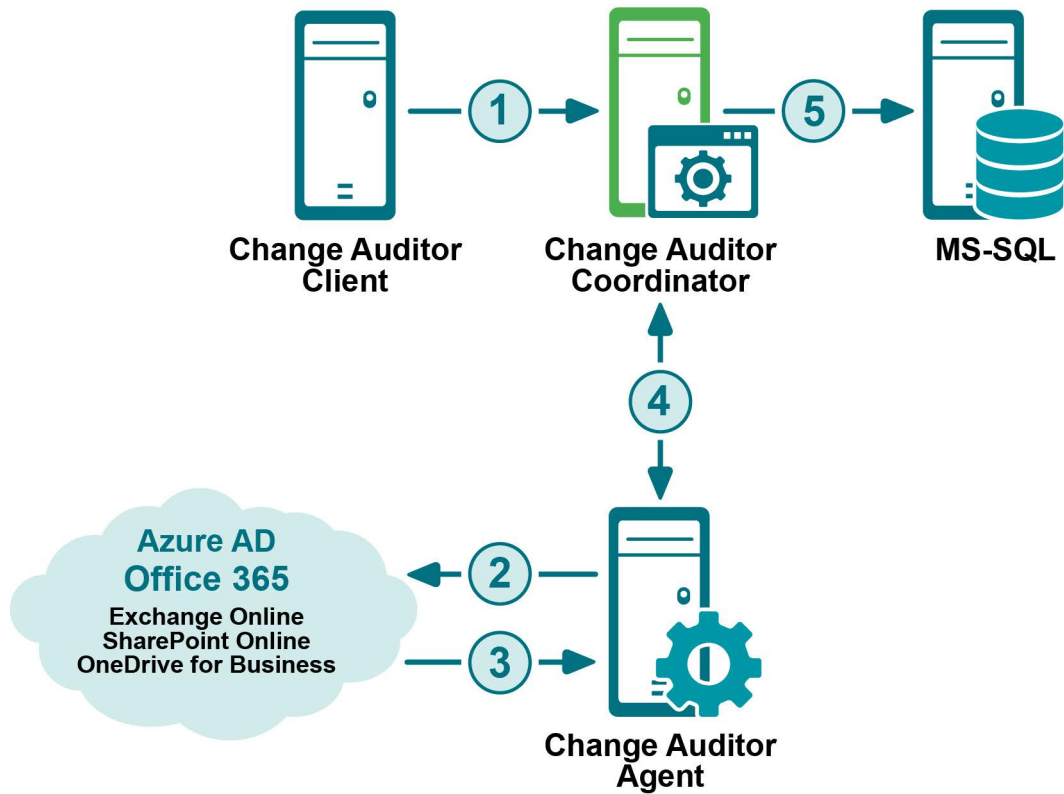 1
5
Change Auditor
Client
Change Auditor
Coordinator
MS-SQL
4
Azure AD
Office 365
Exchange Online
SharePoint Online
OneDrive for Business
2
3
Change Auditor
Agent